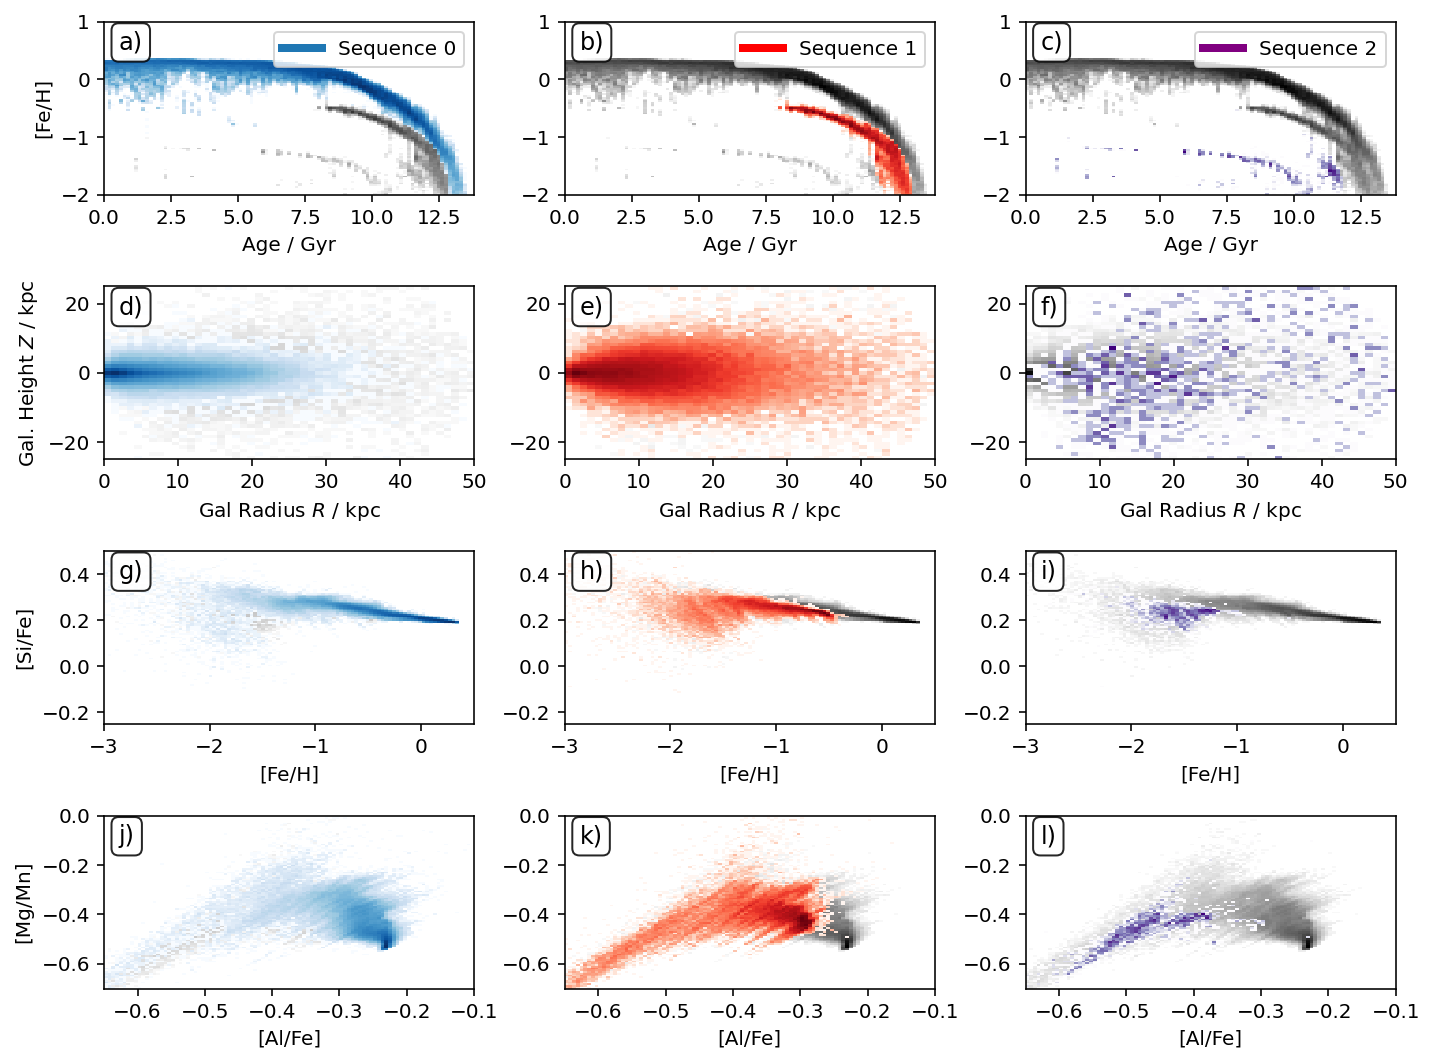 a)
Sequence 0
1
0
−1
−2
[Fe/H]
0.0 2.5 5.0 7.5 10.0 12.5
Age / Gyr
b)
Sequence 1
1
0
−1
−2
0.0 2.5 5.0 7.5 10.0 12.5
Age / Gyr
c)
Sequence 2
1
0
−1
−2
0.0 2.5 5.0 7.5 10.0 12.5
Age / Gyr
d)
20
0
−20
Gal. Height Z / kpc
0 10 20 30 40 50
Gal Radius R / kpc
e)
20
0
−20
0 10 20 30 40 50
Gal Radius R / kpc
f)
20
0
−20
0 10 20 30 40 50
Gal Radius R / kpc
g)
0.4
0.2
0.0
−0.2
[Si/Fe]
−3 −2 −1 0
[Fe/H]
h)
0.4
0.2
0.0
−0.2
−3 −2 −1 0
[Fe/H]
i)
0.4
0.2
0.0
−0.2
−3 −2 −1 0
[Fe/H]
j)
0.0
−0.2
−0.4
−0.6
[Mg/Mn]
−0.6 −0.5 −0.4 −0.3 −0.2 −0.1
[Al/Fe]
k)
0.0
−0.2
−0.4
−0.6
−0.6 −0.5 −0.4 −0.3 −0.2 −0.1
[Al/Fe]
l)
0.0
−0.2
−0.4
−0.6
−0.6 −0.5 −0.4 −0.3 −0.2 −0.1
[Al/Fe]